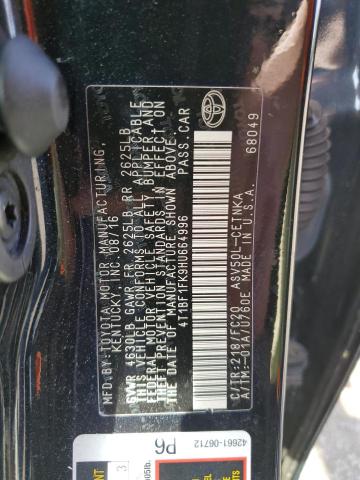 MFD.BY:TOYOTA MOTOR MANUFACTURING,
KENTUCKY,INC. 08/16
GVWR 4630LB GAWR FR 2625LB RR 2625LB
THIS VEHICLE CONFORMS TO ALL APPLICABLE
FEDERAL MOTOR VEHICLE SAFETY, BUMPER, AND
THEFT PREVENTION STANDARDS IN EFFECT ON
THE DATE OF MANUFACTURE SHOWN ABOVE.
4T1BF1FK9HU664996 PASS.CAR
C/TR:218/FC20 ASV50L-CETNKA
A/TM:-01A/U760E MADE IN U.S.A.
68049
42661-06712
P6